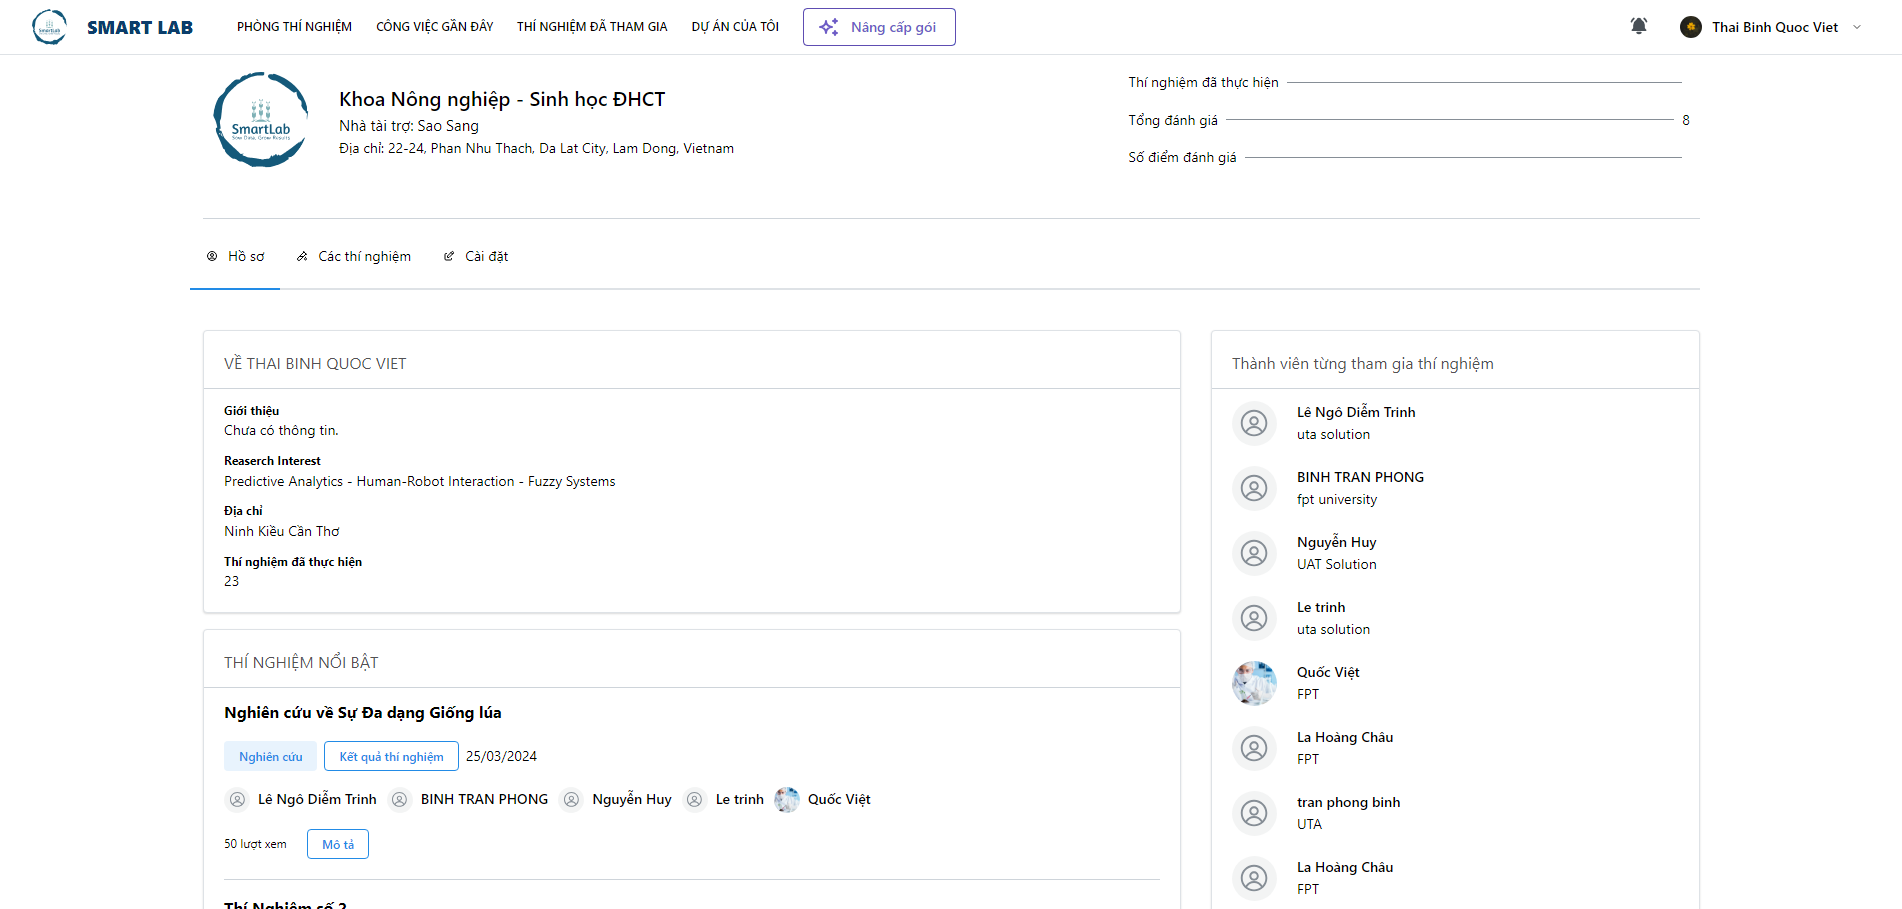 SmartLab
SMART LAB
PHÒNG THÍ NGHIỆM
CÔNG VIỆC GẦN ĐÂY
THÍ NGHIỆM ĐÃ THAM GIA
DỰ ÁN CỦA TÔI
Nâng cấp gói
Thai Binh Quoc Viet
SmartLab
Khoa Nông nghiệp - Sinh học ĐHCT
Nhà tài trợ: Sao Sang
Địa chỉ: 22-24, Phan Nhu Thach, Da Lat City, Lam Dong, Vietnam
Thí nghiệm đã thực hiện
Tổng đánh giá 8
Số điểm đánh giá
Hồ sơ
Các thí nghiệm
Cài đặt
VỀ THAI BINH QUOC VIET
Giới thiệu
Chưa có thông tin.
Reaserch Interest
Predictive Analytics - Human-Robot Interaction - Fuzzy Systems
Địa chỉ
Ninh Kiều Cần Thơ
Thí nghiệm đã thực hiện
23
THÍ NGHIỆM NỔI BẬT
Nghiên cứu về Sự Đa dạng Giống lúa
Nghiên cứu
Kết quả thí nghiệm
25/03/2024
Lê Ngô Diễm Trinh
BINH TRAN PHONG
Nguyễn Huy
Le trinh
Quốc Việt
50 lượt xem
Mô tả
Thí Nghiệm số 2
Thành viên từng tham gia thí nghiệm
Lê Ngô Diễm Trinh
uta solution
BINH TRAN PHONG
fpt university
Nguyễn Huy
UAT Solution
Le trinh
uta solution
Quốc Việt
FPT
La Hoàng Châu
FPT
tran phong binh
UTA
La Hoàng Châu
FPT